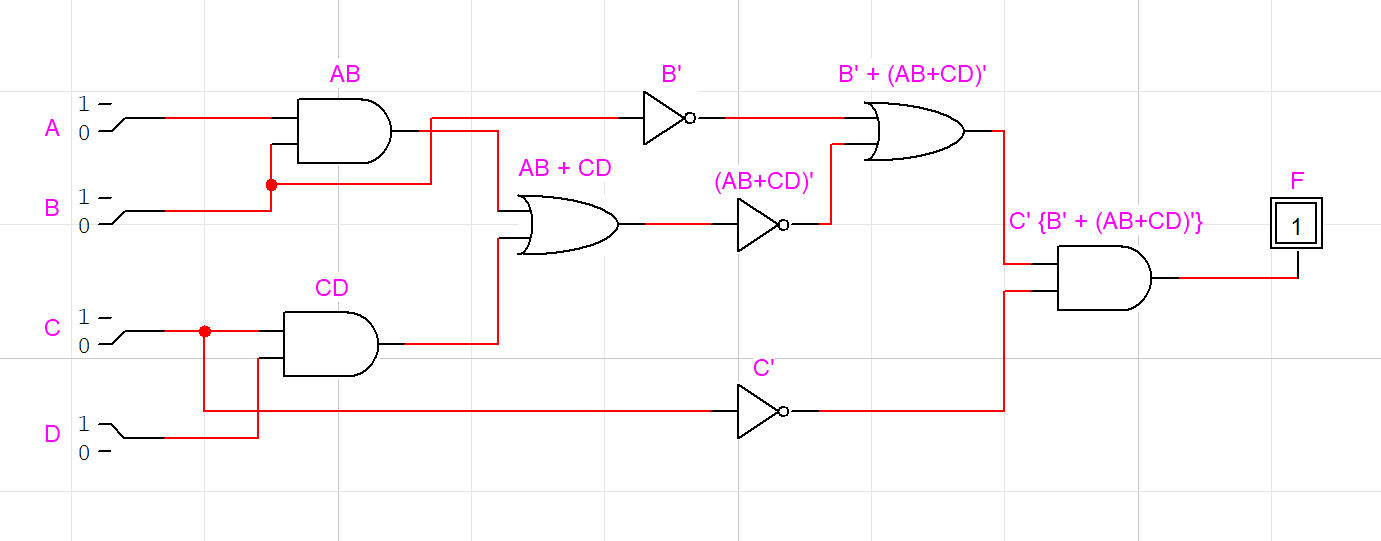 AB
B'
B' + (AB+CD)'
A
1
0
AB + CD
(AB+CD)'
F
B
1
0
C' {B' + (AB+CD)'}
1
CD
C
1
0
C'
D
1
0